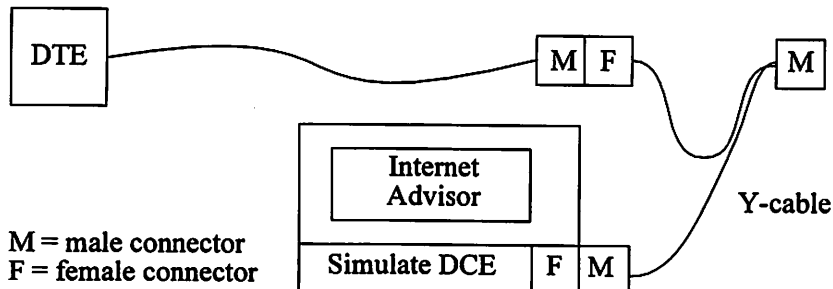 DTE
M F
M
Internet
Advisor
Y-cable
M = male connector
F = female connector
Simulate DCE F M